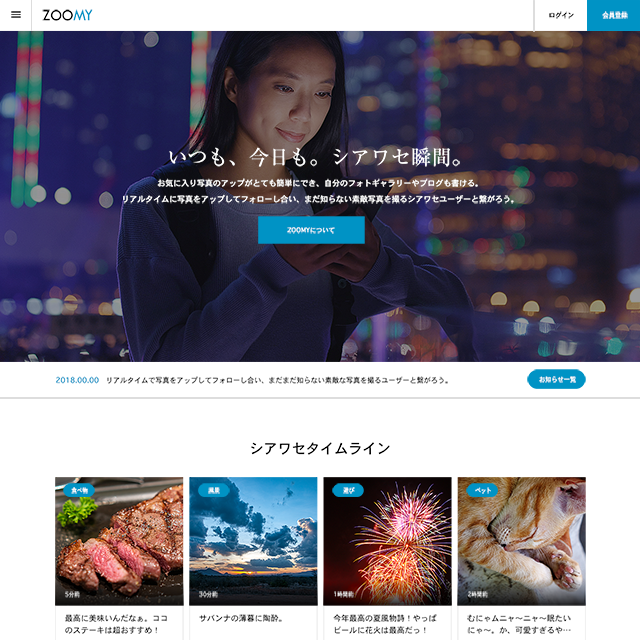 ZOOMY
ログイン
会員登録
いつも、今日も。シアワセ瞬間。
お気に入り写真のアップがとても簡単にでき、自分のフォトギャラリーやブログも書ける。
リアルタイムに写真をアップしてフォローし合い、まだ知らない素敵写真を撮るシアワセユーザーと繋がろう。
ZOOMYについて
2018.00.00 リアルタイムで写真をアップしてフォローし合い、まだまだ知らない素敵な写真を撮るユーザーと繋がろう。
お知らせ一覧
シアワセタイムライン
食べ物
風景
遊び
ペット
5分前
30分前
1時間前
2時間前
最高に美味いんだなぁ。ココ
のステーキは超おすすめ！
サバンナの薄暮に陶酔。
今年最高の夏風物詩！やっぱ
ビールに花火は最高だっ！
むにゃムニャ〜ニャ〜眠たい
にゃ〜。か、可愛すぎるや…